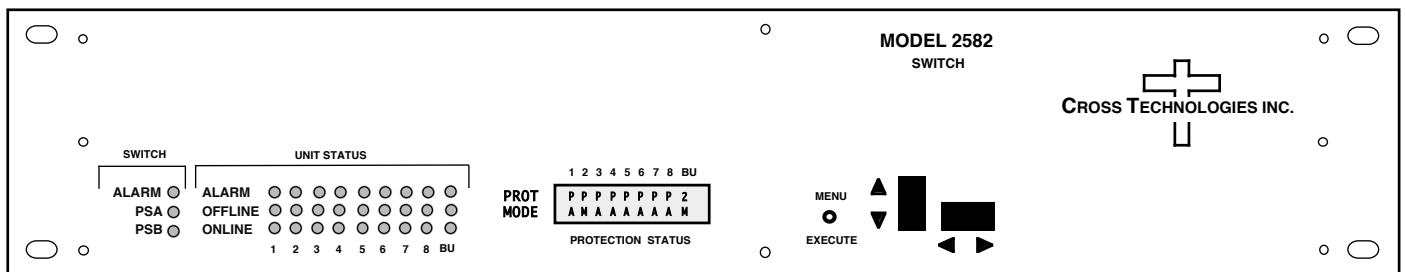 MODEL 2582
SWITCH
CROSS TECHNOLOGIES INC.
SWITCH
UNIT STATUS
ALARM
PSA
PSB
ALARM
OFFLINE
ONLINE
1 2 3 4 5 6 7 8 BU
1 2 3 4 5 6 7 8 BU
PROT P P P P P P P P 2
MODE A M A A A A A A M
PROTECTION STATUS
MENU
EXECUTE